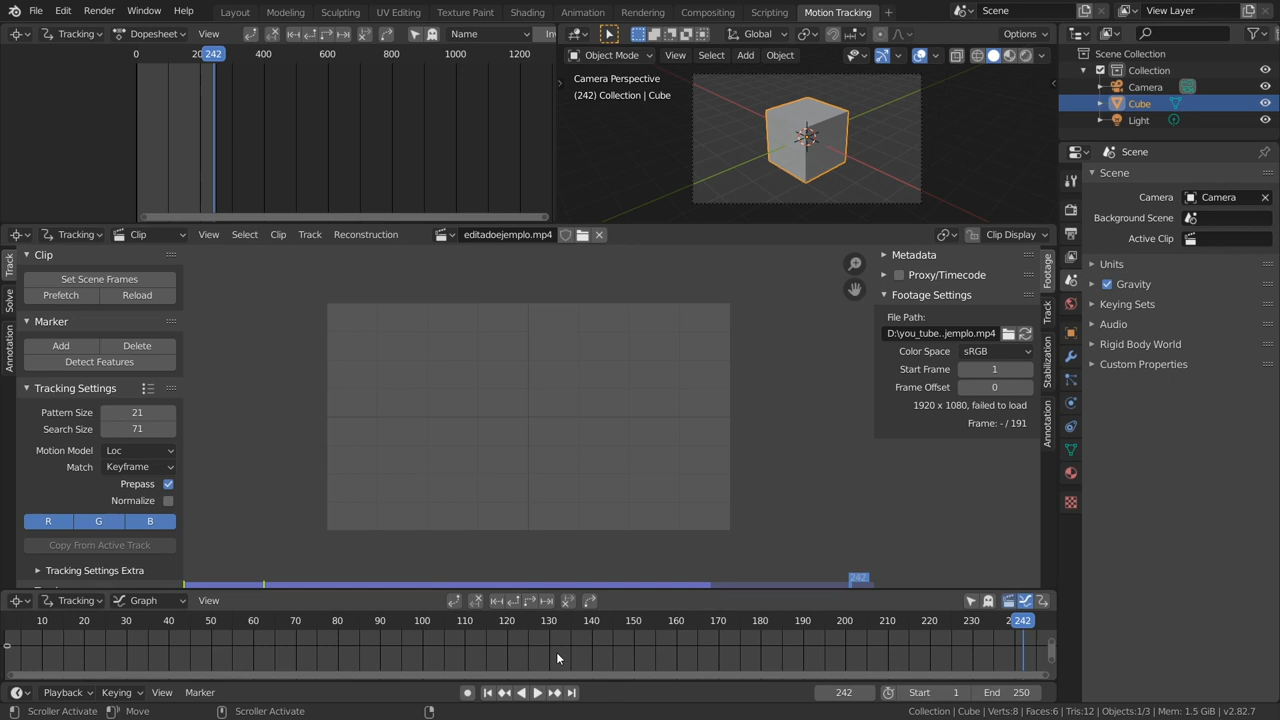 File Edit Render Window Help Layout Modeling Sculpting UV Editing Texture Paint Shading Animation Rendering Compositing Scripting Motion Tracking + Scene View Layer
Tracking Dopesheet View Name Inv Global Options
0 20 242 400 600 800 1000 1200
Object Mode View Select Add Object
Camera Perspective
(242) Collection | Cube
Scene Collection
Collection
Camera
Cube
Light
Scene
Scene
Camera Camera
Background Scene
Active Clip
Units
Gravity
Keying Sets
Audio
Rigid Body World
Custom Properties
Tracking Clip View Select Clip Track Reconstruction editadoejemplo.mp4 Clip Display
Track
Solve
Annotation
Clip
Set Scene Frames
Prefetch Reload
Marker
Add Delete
Detect Features
Tracking Settings
Pattern Size 21
Search Size 71
Motion Model Loc
Match Keyframe
Prepass
Normalize
R G B
Copy From Active Track
Tracking Settings Extra
Metadata
Proxy/Timecode
Footage Settings
File Path:
D:\you_tube..jemplo.mp4
Color Space sRGB
Start Frame 1
Frame Offset 0
1920 x 1080, failed to load
Frame: - / 191
Footage
Track
Stabilization
Annotation
242
Tracking Graph View
10 20 30 40 50 60 70 80 90 100 110 120 130 140 150 160 170 180 190 200 210 220 230 242
Playback Keying View Marker 242 Start 1 End 250
Scroller Activate Move Scroller Activate Collection | Cube | Verts:8 | Faces:6 | Tris:12 | Objects:1/3 | Mem: 1.5 GiB | v2.82.7